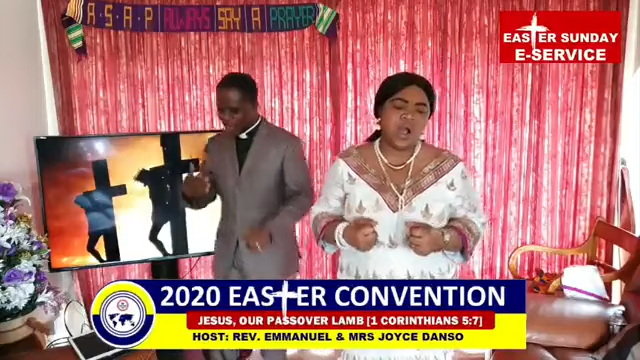 A.S.A.P ALWAYS SAY A PRAYER
EASTER SUNDAY
E-SERVICE
2020 EASTER CONVENTION
JESUS, OUR PASSOVER LAMB [1 CORINTHIANS 5:7]
HOST: REV. EMMANUEL & MRS JOYCE DANSO